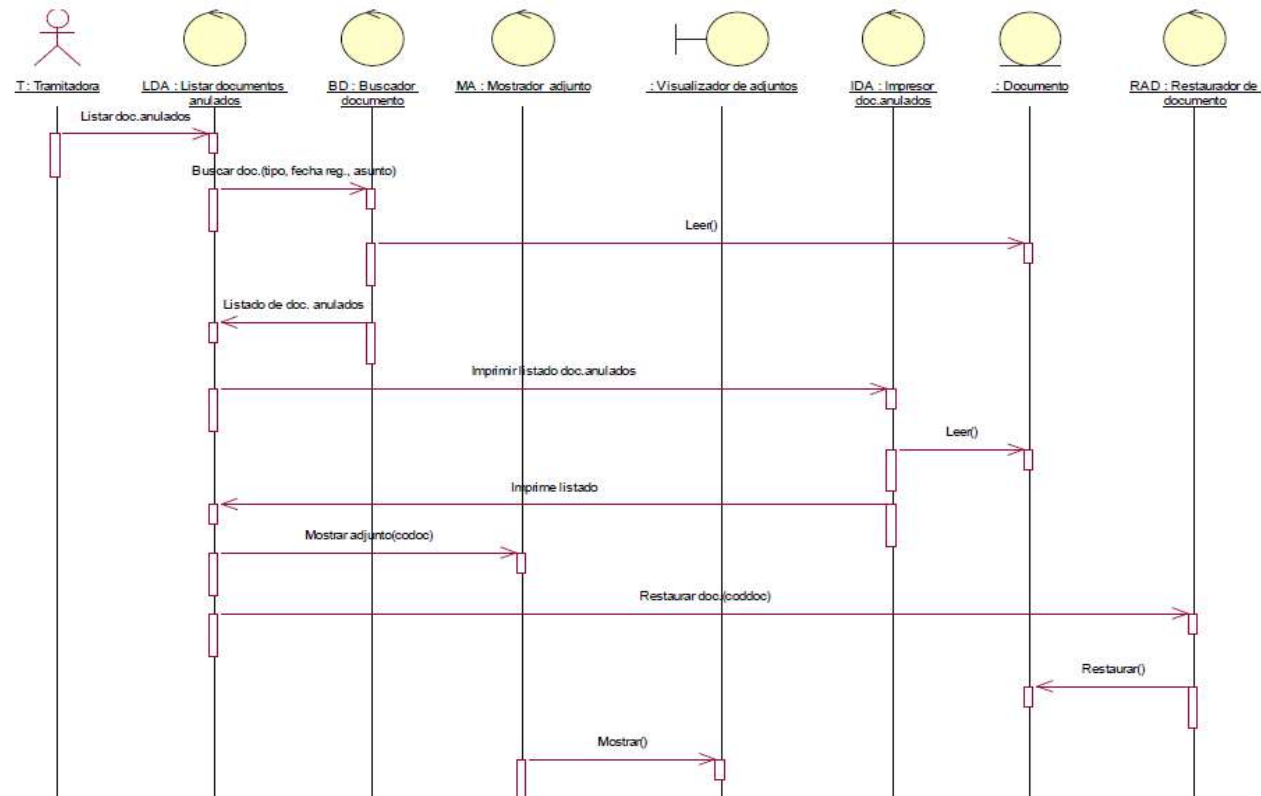 T : Tramitadora
LDA : Listar documentos
anulados
BD : Buscador
documento
MA : Mostrador adjunto
: Visualizador de adjuntos
IDA : Impresor
doc.anulados
: Documento
RAD : Restaurador de
documento
Listar doc.anulados
Buscar doc.(tipo, fecha reg., asunto)
Leer()
Listado de doc. anulados
Imprimir listado doc.anulados
Leer()
Imprime listado
Mostrar adjunto(codoc)
Restaurar doc.(coddoc)
Restaurar()
Mostrar()